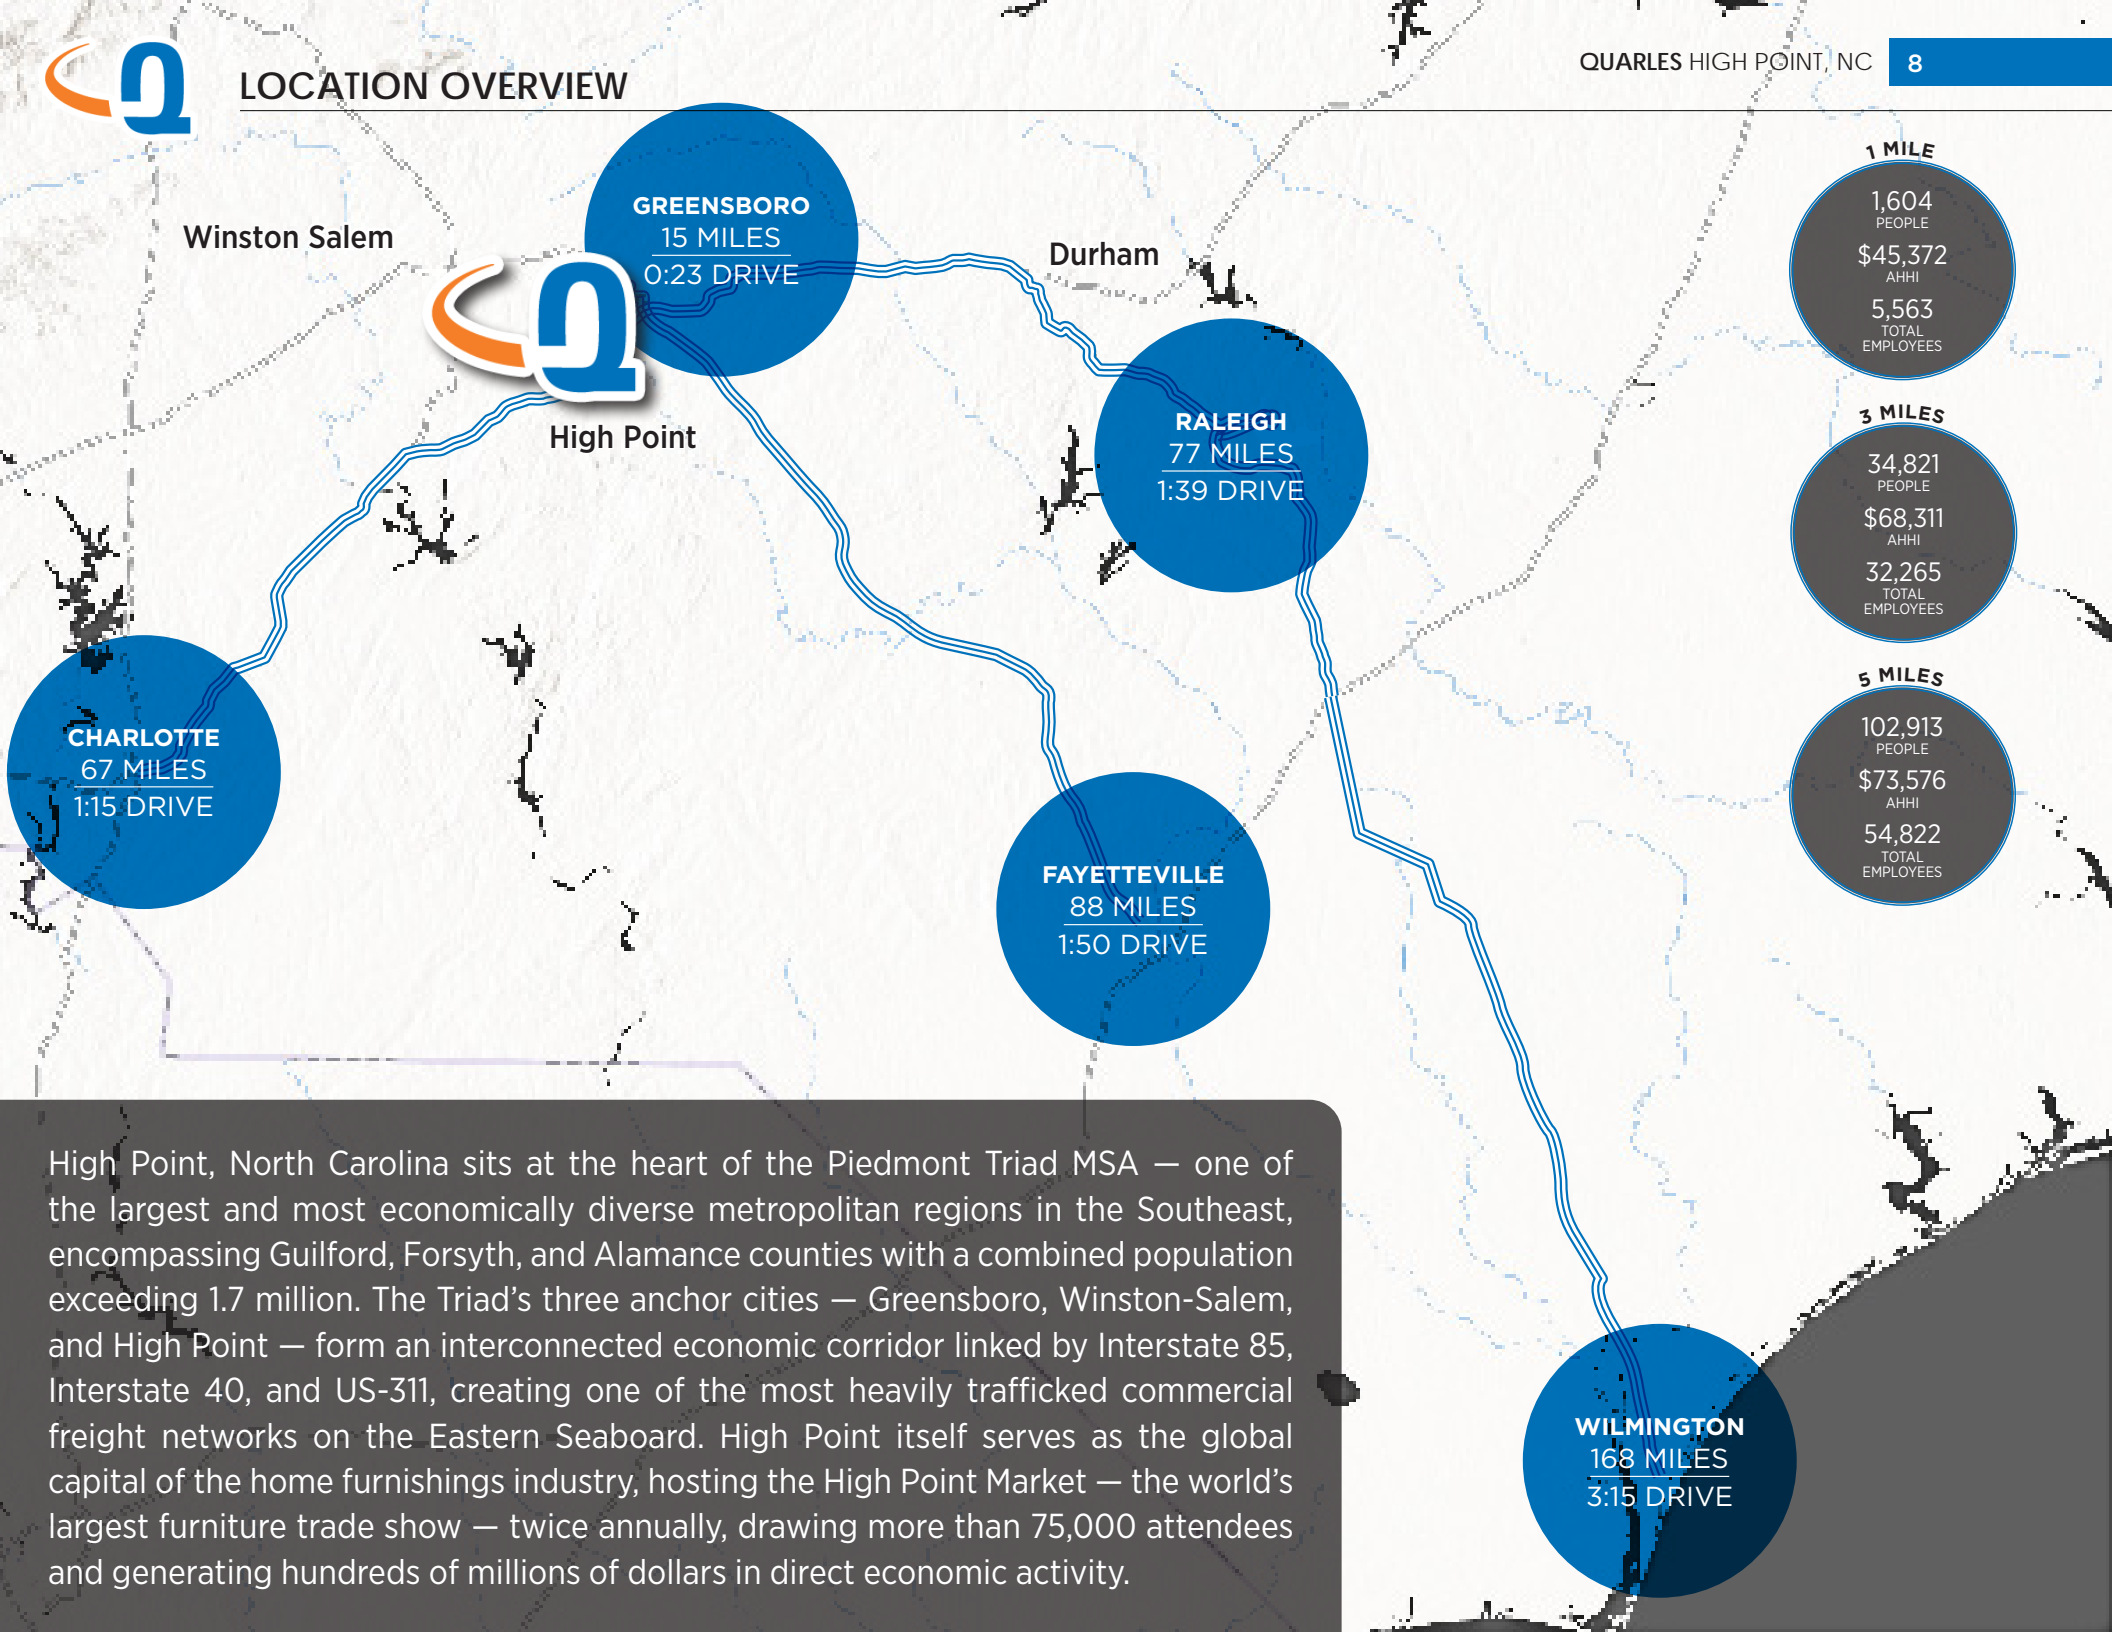 LOCATION OVERVIEW
QUARLES HIGH POINT, NC 8
Winston Salem
GREENSBORO
15 MILES
0:23 DRIVE
Durham
High Point
RALEIGH
77 MILES
1:39 DRIVE
CHARLOTTE
67 MILES
1:15 DRIVE
FAYETTEVILLE
88 MILES
1:50 DRIVE
WILMINGTON
168 MILES
3:15 DRIVE
1 MILE
1,604
PEOPLE
$45,372
AHHI
5,563
TOTAL
EMPLOYEES
3 MILES
34,821
PEOPLE
$68,311
AHHI
32,265
TOTAL
EMPLOYEES
5 MILES
102,913
PEOPLE
$73,576
AHHI
54,822
TOTAL
EMPLOYEES
High Point, North Carolina sits at the heart of the Piedmont Triad MSA — one of
the largest and most economically diverse metropolitan regions in the Southeast,
encompassing Guilford, Forsyth, and Alamance counties with a combined population
exceeding 1.7 million. The Triad’s three anchor cities — Greensboro, Winston-Salem,
and High Point — form an interconnected economic corridor linked by Interstate 85,
Interstate 40, and US-311, creating one of the most heavily trafficked commercial
freight networks on the Eastern Seaboard. High Point itself serves as the global
capital of the home furnishings industry, hosting the High Point Market — the world’s
largest furniture trade show — twice annually, drawing more than 75,000 attendees
and generating hundreds of millions of dollars in direct economic activity.